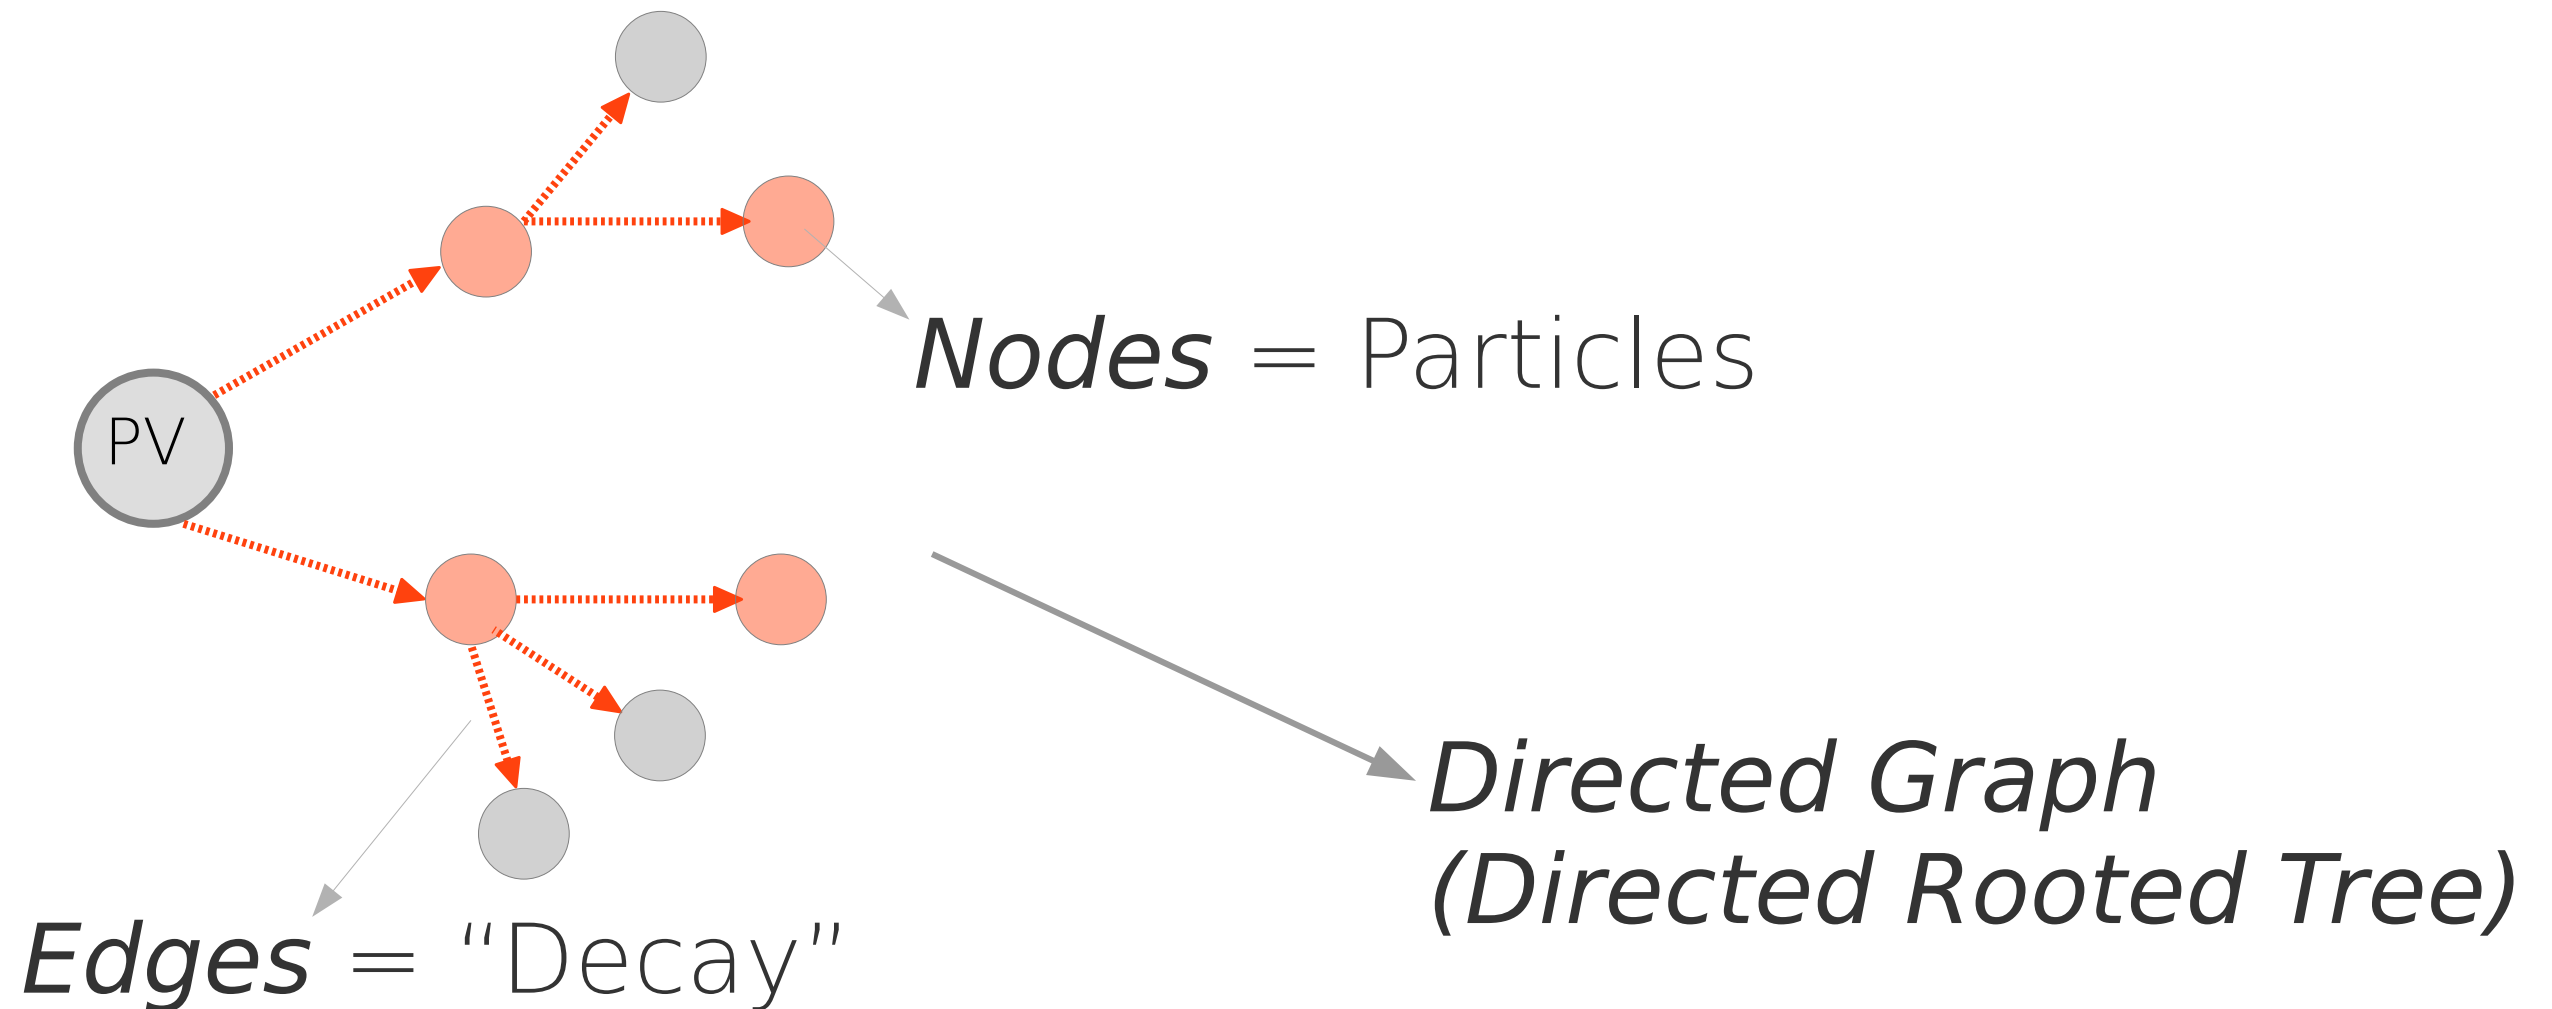 PV
Nodes = Particles
Directed Graph
(Directed Rooted Tree)
Edges = “Decay”